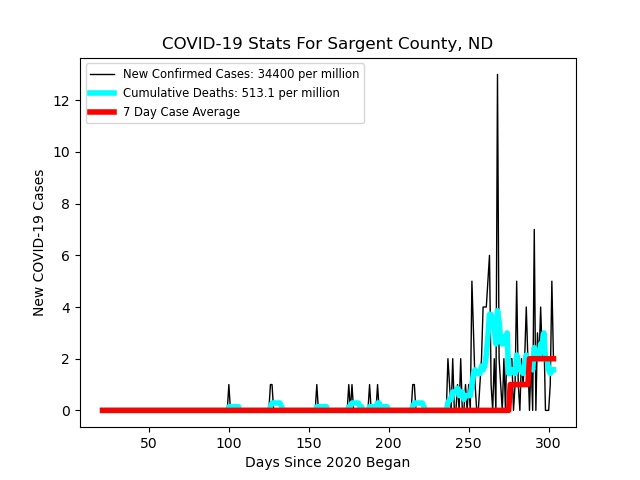 COVID-19 Stats For Sargent County, ND
New Confirmed Cases: 34400 per million
Cumulative Deaths: 513.1 per million
7 Day Case Average
New COVID-19 Cases
12
10
8
6
4
2
0
50
100
150
200
250
300
Days Since 2020 Began